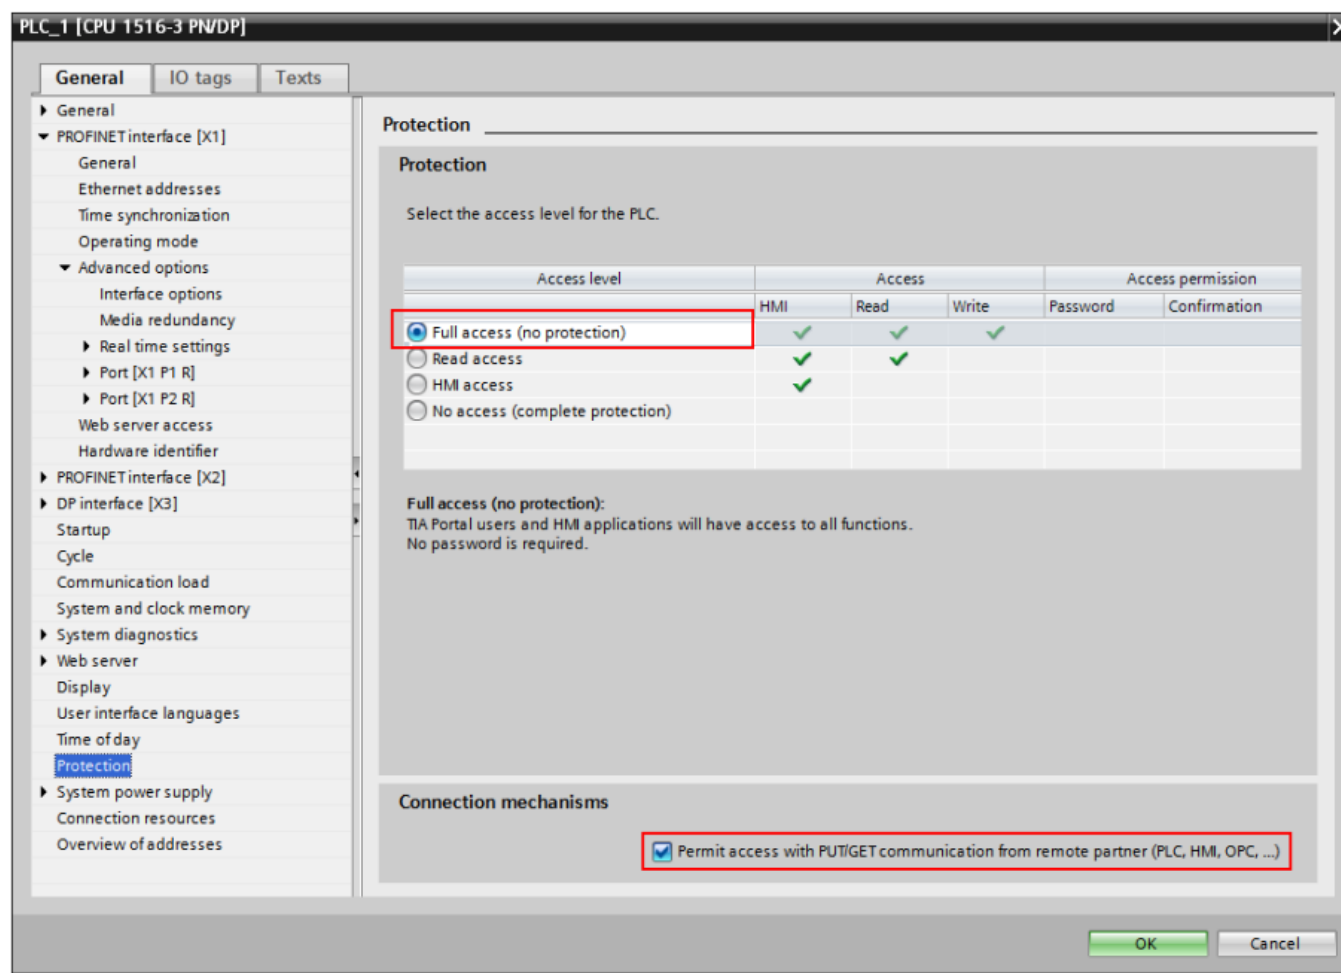 PLC_1 [CPU 1516-3 PN/DP]
General
IO tags
Texts
General
PROFINET interface [X1]
General
Ethernet addresses
Time synchronization
Operating mode
Advanced options
Interface options
Media redundancy
Real time settings
Port [X1 P1 R]
Port [X1 P2 R]
Web server access
Hardware identifier
PROFINET interface [X2]
DP interface [X3]
Startup
Cycle
Communication load
System and clock memory
System diagnostics
Web server
Display
User interface languages
Time of day
Protection
System power supply
Connection resources
Overview of addresses
Protection
Protection
Select the access level for the PLC.
Access level Access Access permission
HMI Read Write Password Confirmation
Full access (no protection)
Read access
HMI access
No access (complete protection)
Full access (no protection):
TIA Portal users and HMI applications will have access to all functions.
No password is required.
Connection mechanisms
Permit access with PUT/GET communication from remote partner (PLC, HMI, OPC, ...)
OK Cancel